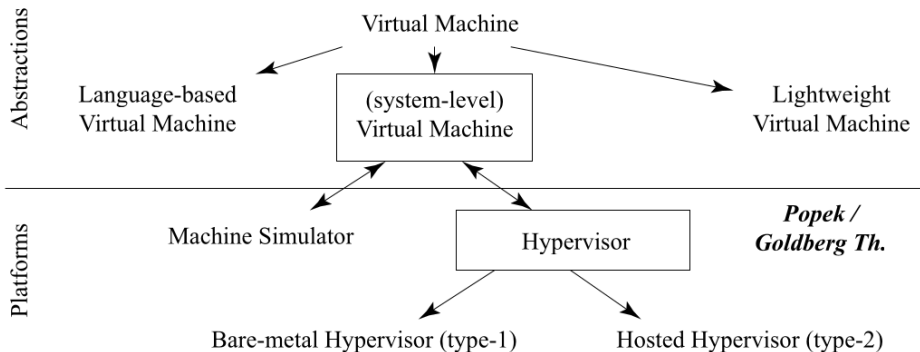 Abstractions
Virtual Machine
Language-based
Virtual Machine
(system-level)
Virtual Machine
Lightweight
Virtual Machine
Platforms
Machine Simulator
Hypervisor
Popek /
Goldberg Th.
Bare-metal Hypervisor (type-1)
Hosted Hypervisor (type-2)